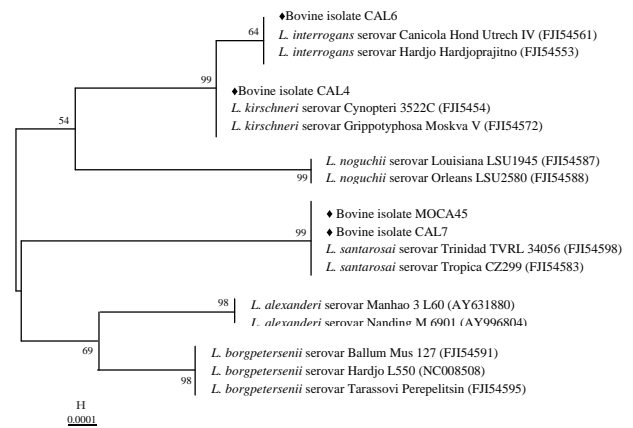 ♦Bovine isolate CAL6
64
L. interrogans serovar Canicola Hond Utrech IV (FJI54561)
L. interrogans serovar Hardjo Hardjoprajitno (FJI54553)
99
♦Bovine isolate CAL4
L. kirschneri serovar Cynopteri 3522C (FJI5454)
L. kirschneri serovar Grippotyphosa Moskva V (FJI54572)
54
L. noguchii serovar Louisiana LSU1945 (FJI54587)
99
L. noguchii serovar Orleans LSU2580 (FJI54588)
♦ Bovine isolate MOCA45
99
♦ Bovine isolate CAL7
L. santarosai serovar Trinidad TVRL 34056 (FJI54598)
L. santarosai serovar Tropica CZ299 (FJI54583)
98
L. alexanderi serovar Manhao 3 L60 (AY631880)
L. alexanderi serovar Nanding M 6901 (AY996804)
69
L. borgpetersenii serovar Ballum Mus 127 (FJI54591)
L. borgpetersenii serovar Hardjo L550 (NC008508)
98
L. borgpetersenii serovar Tarassovi Perepelitsin (FJI54595)
H
0.0001